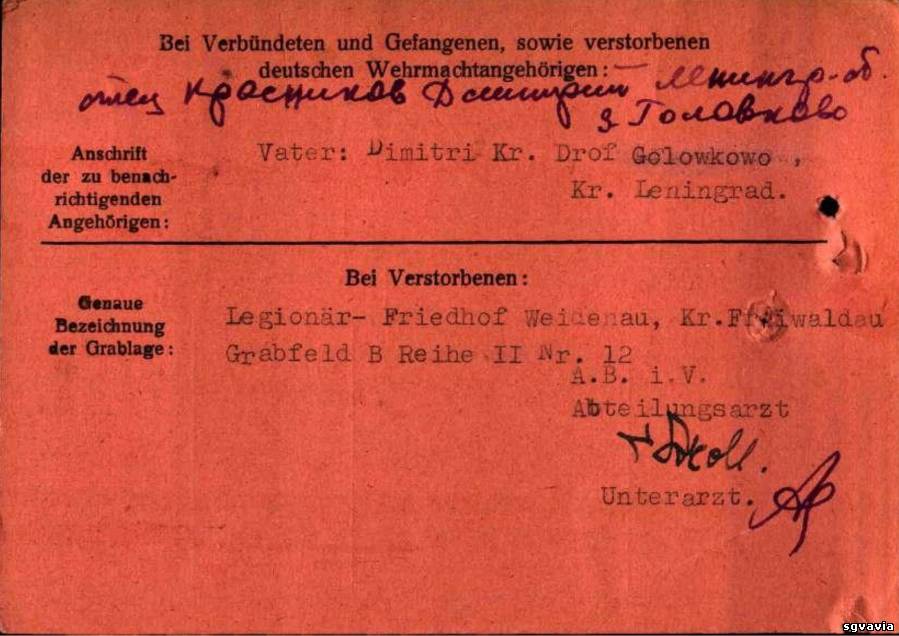 Bei Verbündeten und Gefangenen, sowie verstorbenen
deutschen Wehrmachtangehörigen:
отец Красников Дмитрий Ленингр. об.
д Головково
Anschrift
der zu benach-
richtigenden
Angehörigen:
Vater: Dimitri Kr. Drof Golowkowo,
Kr. Leningrad.
Bei Verstorbenen:
Genaue
Bezeichnung
der Grablage:
Legionär- Friedhof Weidenau, Kr.Freiwaldau
Grabfeld B Reihe II Nr. 12
A.B. i.V.
Abteilungsarzt
Unterarzt.
sgvavia